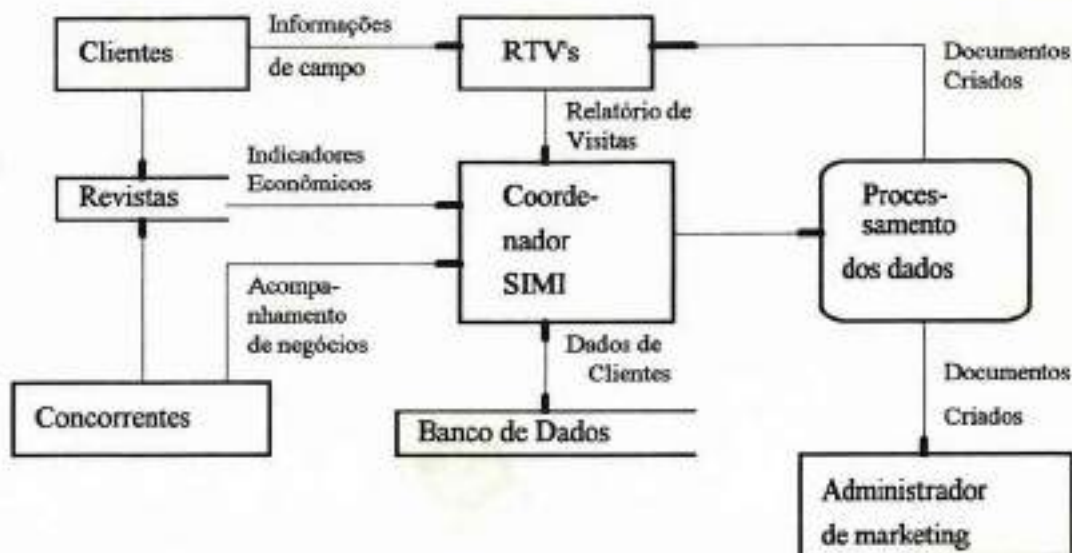 Informações
de campo
Clientes
RTV's
Documentos
Criados
Relatório de
Visitas
Indicadores
Econômicos
Revistas
Coorde-
nador
SIMI
Proces-
samento
dos dados
Acompa-
nhamento
de negócios
Dados de
Clientes
Concorrentes
Banco de Dados
Documentos
Criados
Administrador
de marketing